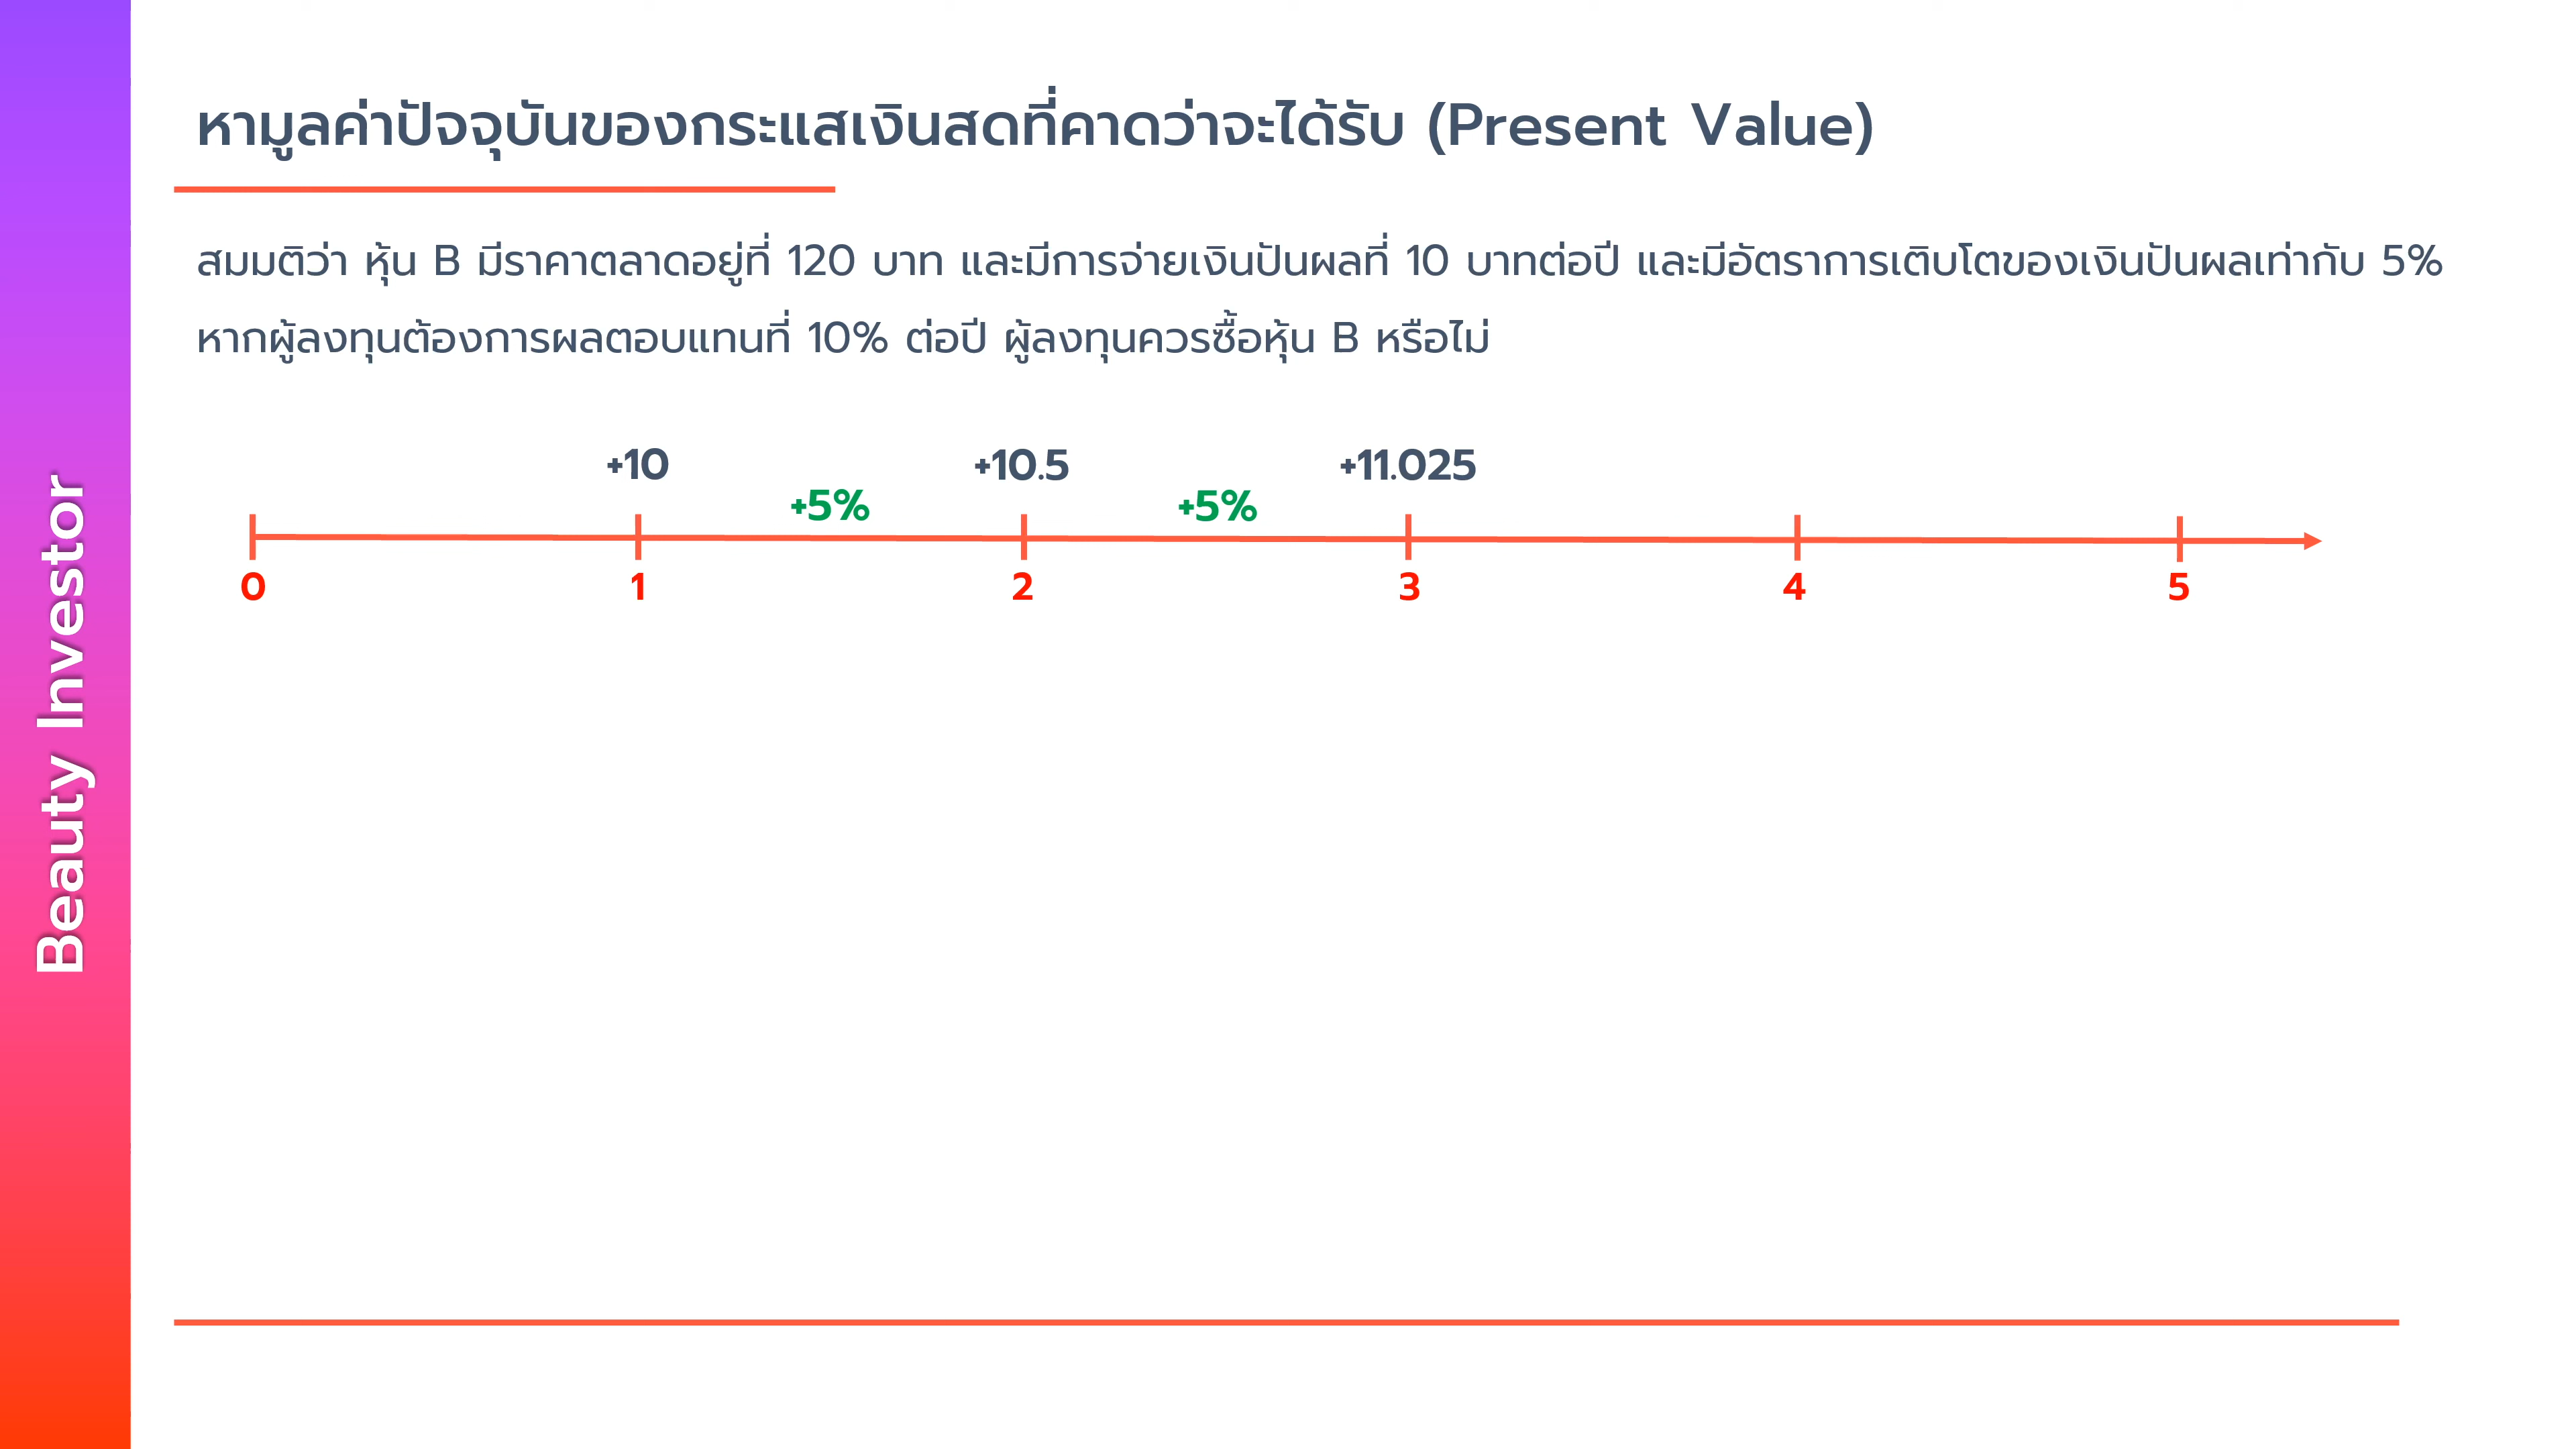 หามูลค่าปัจจุบันของกระแสเงินสดที่คาดว่าจะได้รับ (Present Value)
สมมติว่า หุ้น B มีราคาตลาดอยู่ที่ 120 บาท และมีการจ่ายเงินปันผลที่ 10 บาทต่อปี และมีอัตราการเติบโตของเงินปันผลเท่ากับ 5%
หากผู้ลงทุนต้องการผลตอบแทนที่ 10% ต่อปี ผู้ลงทุนควรซื้อหุ้น B หรือไม่
+10 +10.5 +11.025
+5% +5%
0 1 2 3 4 5
Beauty Investor